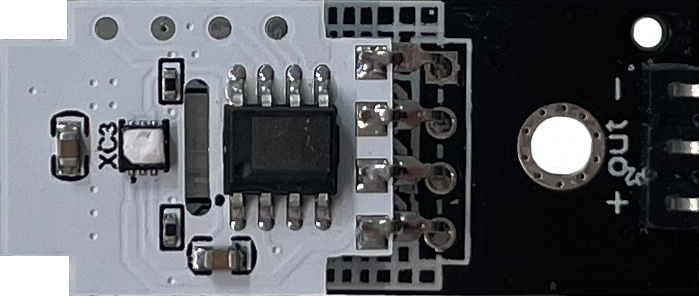 XC3
+ out -